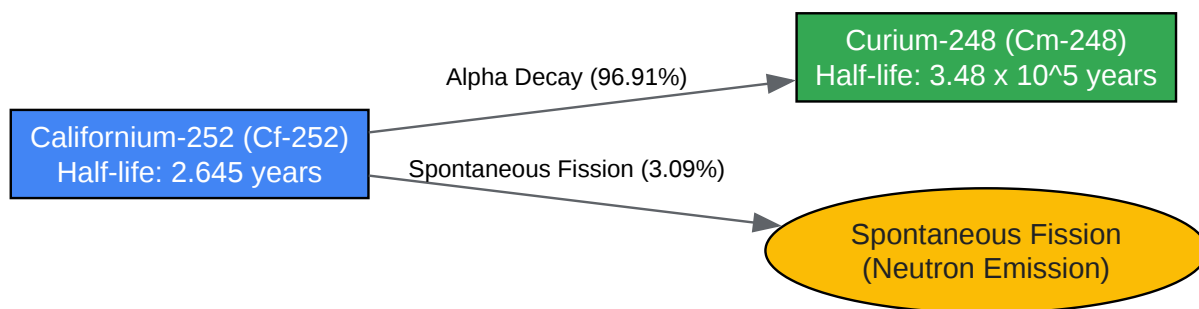 Californium-252 (Cf-252)
Half-life: 2.645 years
Alpha Decay (96.91%)
Spontaneous Fission (3.09%)
Curium-248 (Cm-248)
Half-life: 3.48 x 10^5 years
Spontaneous Fission
(Neutron Emission)